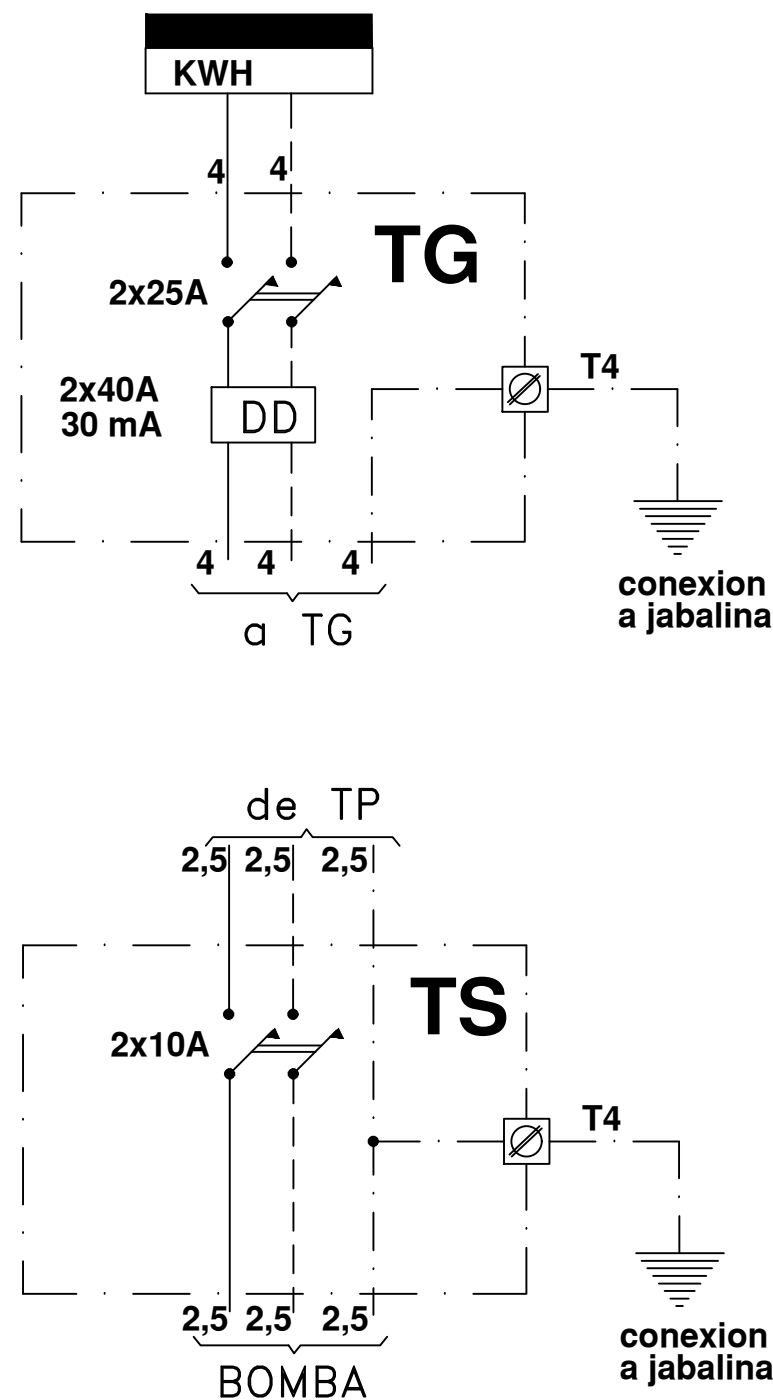 KWH
4 4
TG
2x25A
2x40A
30 mA
DD
T4
4 4 4
a TG
conexion
a jabalina
de TP
2,5 2,5 2,5
TS
2x10A
T4
2,5 2,5 2,5
BOMBA
conexion
a jabalina